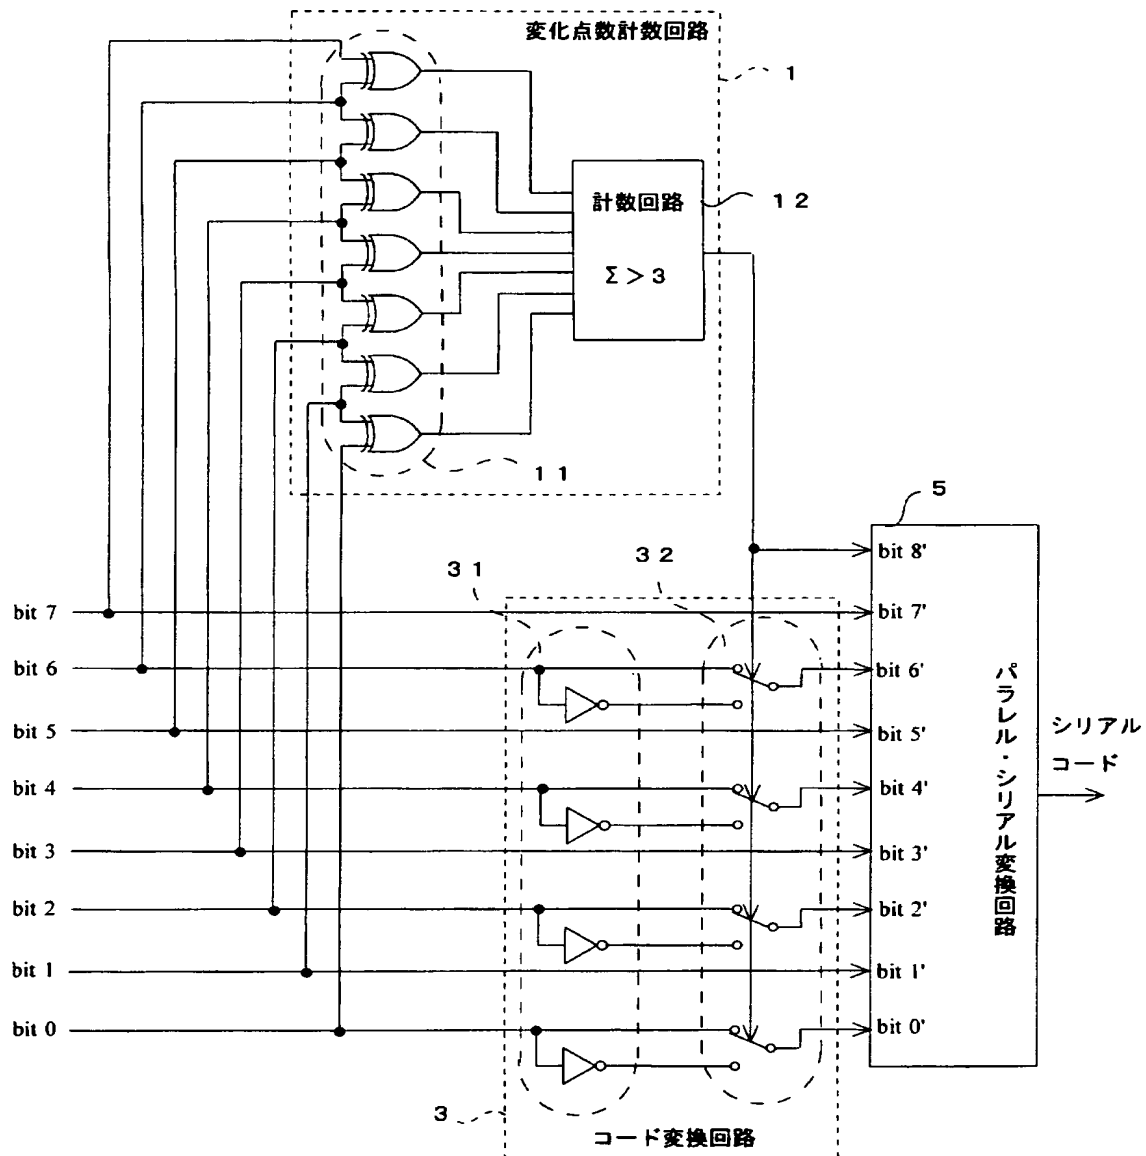 変化点数計数回路
1
計数回路
Σ>3
12
11
5
31
32
bit 7
bit 6
bit 5
bit 4
bit 3
bit 2
bit 1
bit 0
bit 8'
bit 7'
bit 6'
bit 5'
bit 4'
bit 3'
bit 2'
bit 1'
bit 0'
パラレル・シリアル変換回路
シリアル
コード
3
コード変換回路